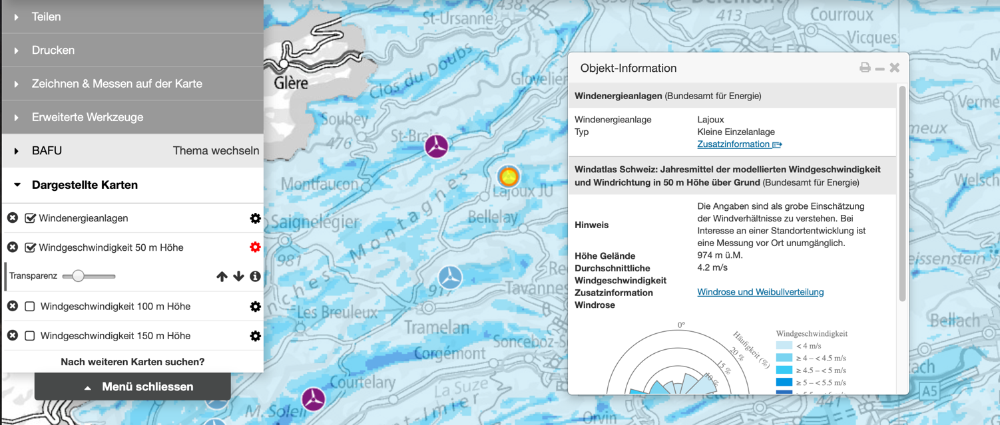 Teilen
Drucken
Zeichnen & Messen auf der Karte
Erweiterte Werkzeuge
BAFU Thema wechseln
Dargestellte Karten
Windenergieanlagen
Windgeschwindigkeit 50 m Höhe
Transparenz
Windgeschwindigkeit 100 m Höhe
Windgeschwindigkeit 150 m Höhe
Nach weiteren Karten suchen?
Menü schliessen
438
St-Ursanne
413
Courroux
Vicques
Glère
Clos du Doubs
Glovelier
Soubey
476
St-Brais
Montfaucon
Lajoux JU
Saignelégier
Bellelay
Montagnes
981
917
Tavannes
Les Breuleux
Tramelan
Sonceboz-S
Corgémont
Courtelary
La Suze
M. Soleil
Orvin
441
A5
Bellach
Welsch
Objekt-Information
Windenergieanlagen (Bundesamt für Energie)
Windenergieanlage Lajoux
Typ Kleine Einzelanlage
Zusatzinformation
Windatlas Schweiz: Jahresmittel der modellierten Windgeschwindigkeit
und Windrichtung in 50 m Höhe über Grund (Bundesamt für Energie)
Hinweis
Die Angaben sind als grobe Einschätzung
der Windverhältnisse zu verstehen. Bei
Interesse an einer Standortentwicklung ist
eine Messung vor Ort unumgänglich.
Höhe Gelände 974 m ü.M.
Durchschnittliche 4.2 m/s
Windgeschwindigkeit
Zusatzinformation Windrose und Weibullverteilung
Windrose
0°
Häufigkeit (%)
20 %
15 %
10 %
Windgeschwindigkeit
< 4 m/s
≥ 4 – < 4.5 m/s
≥ 4.5 – < 5 m/s
≥ 5 – < 5.5 m/s